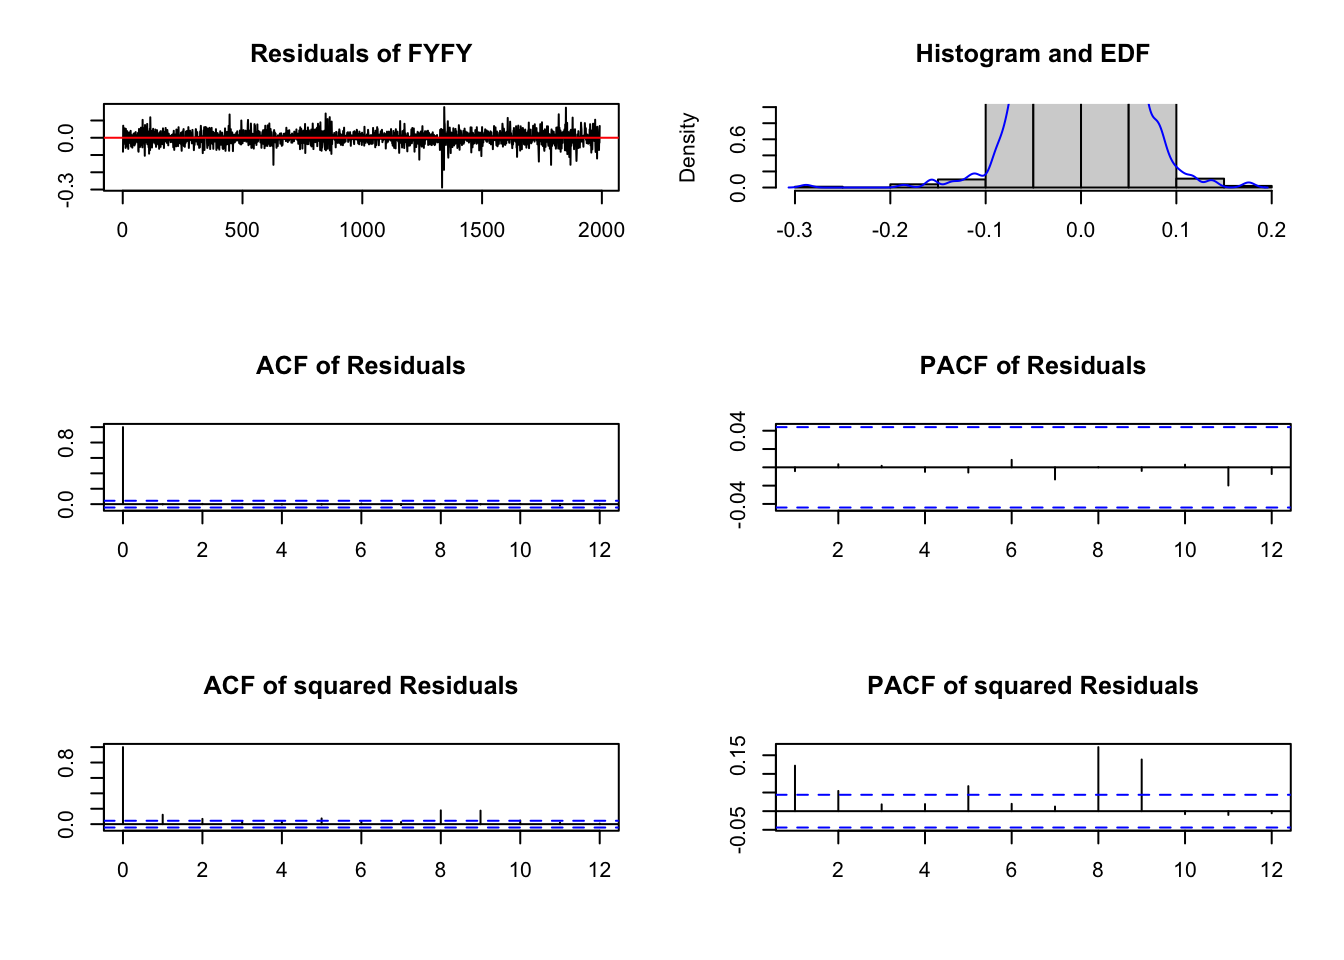 Residuals of FYFY
0.0
-0.3
0 500 1000 1500 2000
Histogram and EDF
Density
0.6
0.0
-0.3 -0.2 -0.1 0.0 0.1 0.2
ACF of Residuals
0.8
0.0
0 2 4 6 8 10 12
PACF of Residuals
0.04
-0.04
2 4 6 8 10 12
ACF of squared Residuals
0.8
0.0
0 2 4 6 8 10 12
PACF of squared Residuals
0.15
-0.05
2 4 6 8 10 12